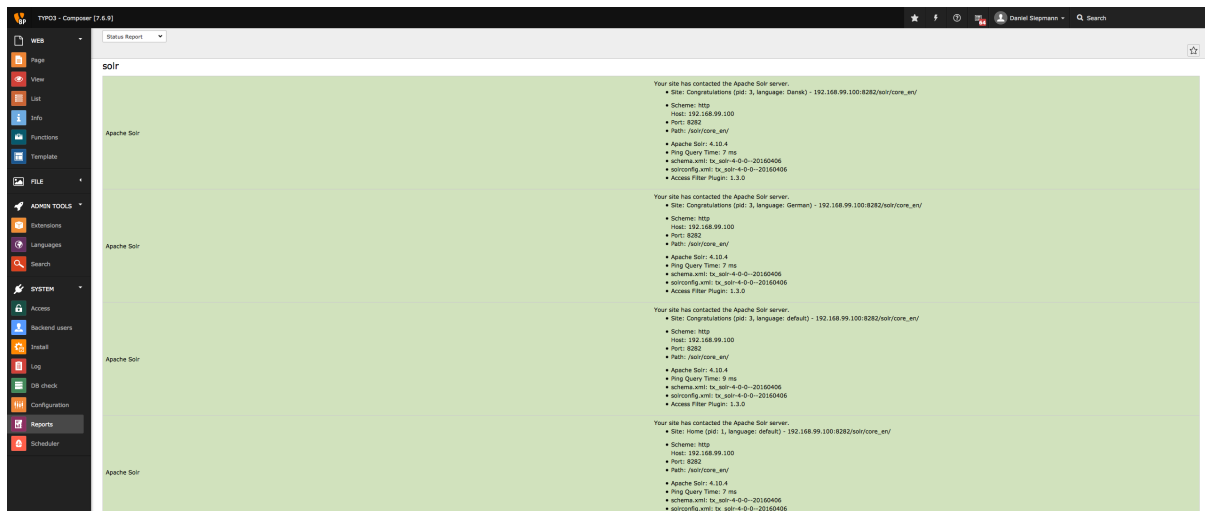 TYPO3 - Composer [7.6.9]
64
Daniel Siepmann
Search
WEB
Page
View
List
Info
Functions
Template
FILE
ADMIN TOOLS
Extensions
Languages
Search
SYSTEM
Access
Backend users
Install
Log
DB check
Configuration
Reports
Scheduler
Status Report
solr
Apache Solr
Your site has contacted the Apache Solr server.
• Site: Congratulations (pid: 3, language: Dansk) - 192.168.99.100:8282/solr/core_en/
• Scheme: http
Host: 192.168.99.100
• Port: 8282
• Path: /solr/core_en/
• Apache Solr: 4.10.4
• Ping Query Time: 7 ms
• schema.xml: tx_solr-4-0-0--20160406
• solrconfig.xml: tx_solr-4-0-0--20160406
• Access Filter Plugin: 1.3.0
Apache Solr
Your site has contacted the Apache Solr server.
• Site: Congratulations (pid: 3, language: German) - 192.168.99.100:8282/solr/core_en/
• Scheme: http
Host: 192.168.99.100
• Port: 8282
• Path: /solr/core_en/
• Apache Solr: 4.10.4
• Ping Query Time: 7 ms
• schema.xml: tx_solr-4-0-0--20160406
• solrconfig.xml: tx_solr-4-0-0--20160406
• Access Filter Plugin: 1.3.0
Apache Solr
Your site has contacted the Apache Solr server.
• Site: Congratulations (pid: 3, language: default) - 192.168.99.100:8282/solr/core_en/
• Scheme: http
Host: 192.168.99.100
• Port: 8282
• Path: /solr/core_en/
• Apache Solr: 4.10.4
• Ping Query Time: 9 ms
• schema.xml: tx_solr-4-0-0--20160406
• solrconfig.xml: tx_solr-4-0-0--20160406
• Access Filter Plugin: 1.3.0
Apache Solr
Your site has contacted the Apache Solr server.
• Site: Home (pid: 1, language: default) - 192.168.99.100:8282/solr/core_en/
• Scheme: http
Host: 192.168.99.100
• Port: 8282
• Path: /solr/core_en/
• Apache Solr: 4.10.4
• Ping Query Time: 7 ms
• schema.xml: tx_solr-4-0-0--20160406
• solrconfig.xml: tx_solr-4-0-0--20160406